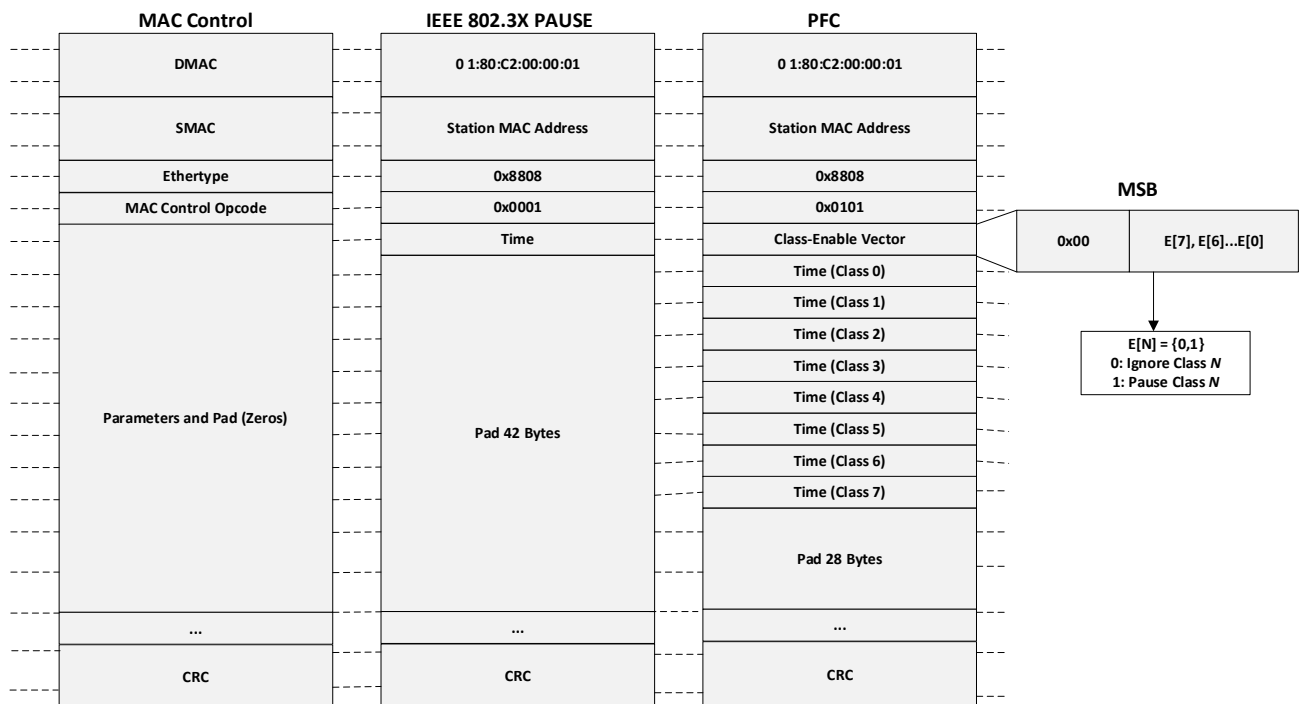 MAC Control
DMAC
SMAC
Ethertype
MAC Control Opcode
Parameters and Pad (Zeros)
...
CRC
IEEE 802.3X PAUSE
0 1:80:C2:00:00:01
Station MAC Address
0x8808
0x0001
Time
Pad 42 Bytes
...
CRC
PFC
0 1:80:C2:00:00:01
Station MAC Address
0x8808
0x0101
Class-Enable Vector
Time (Class 0)
Time (Class 1)
Time (Class 2)
Time (Class 3)
Time (Class 4)
Time (Class 5)
Time (Class 6)
Time (Class 7)
Pad 28 Bytes
...
CRC
MSB
0x00
E[7], E[6]...E[0]
E[N] = {0,1}
0: Ignore Class N
1: Pause Class N